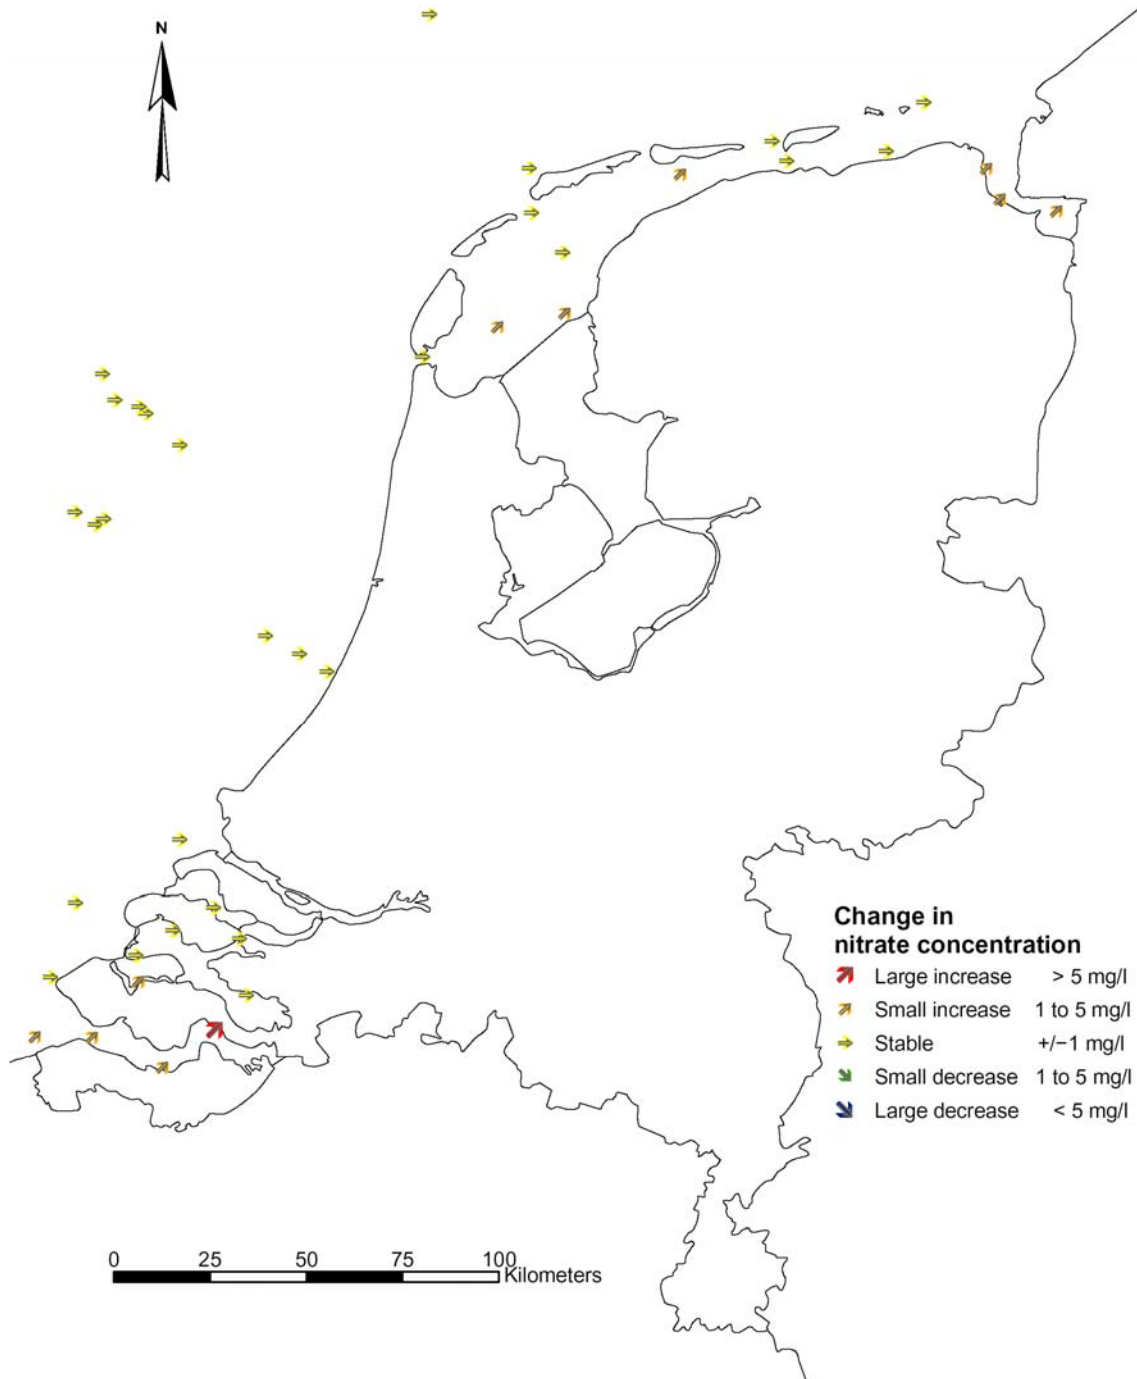 N
Change in
nitrate concentration
Large increase > 5 mg/l
Small increase 1 to 5 mg/l
Stable +/−1 mg/l
Small decrease 1 to 5 mg/l
Large decrease < 5 mg/l
0 25 50 75 100
Kilometers